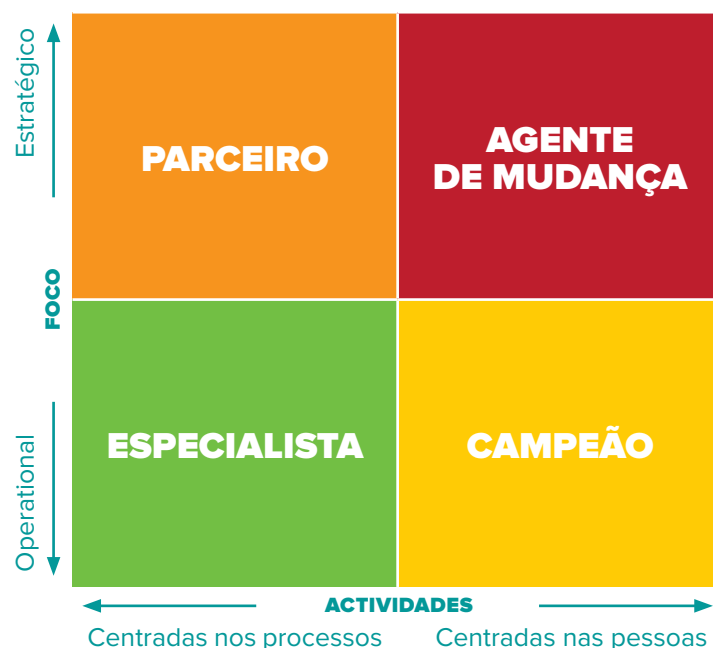 Estratégico
PARCEIRO
AGENTE
DE MUDANÇA
FOCO
Operational
ESPECIALISTA
CAMPEÃO
ACTIVIDADES
Centradas nos processos
Centradas nas pessoas